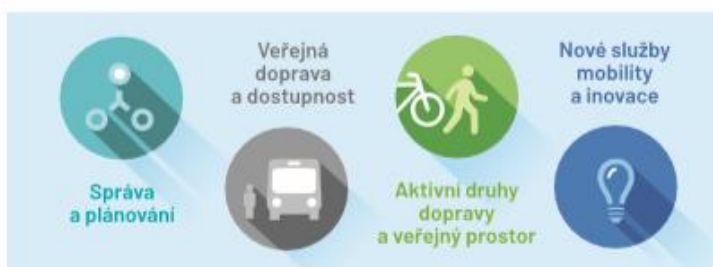 Správa
a plánování
Veřejná
doprava
a dostupnost
Aktivní druhy
dopravy
a veřejný prostor
Nové služby
mobility
a inovace